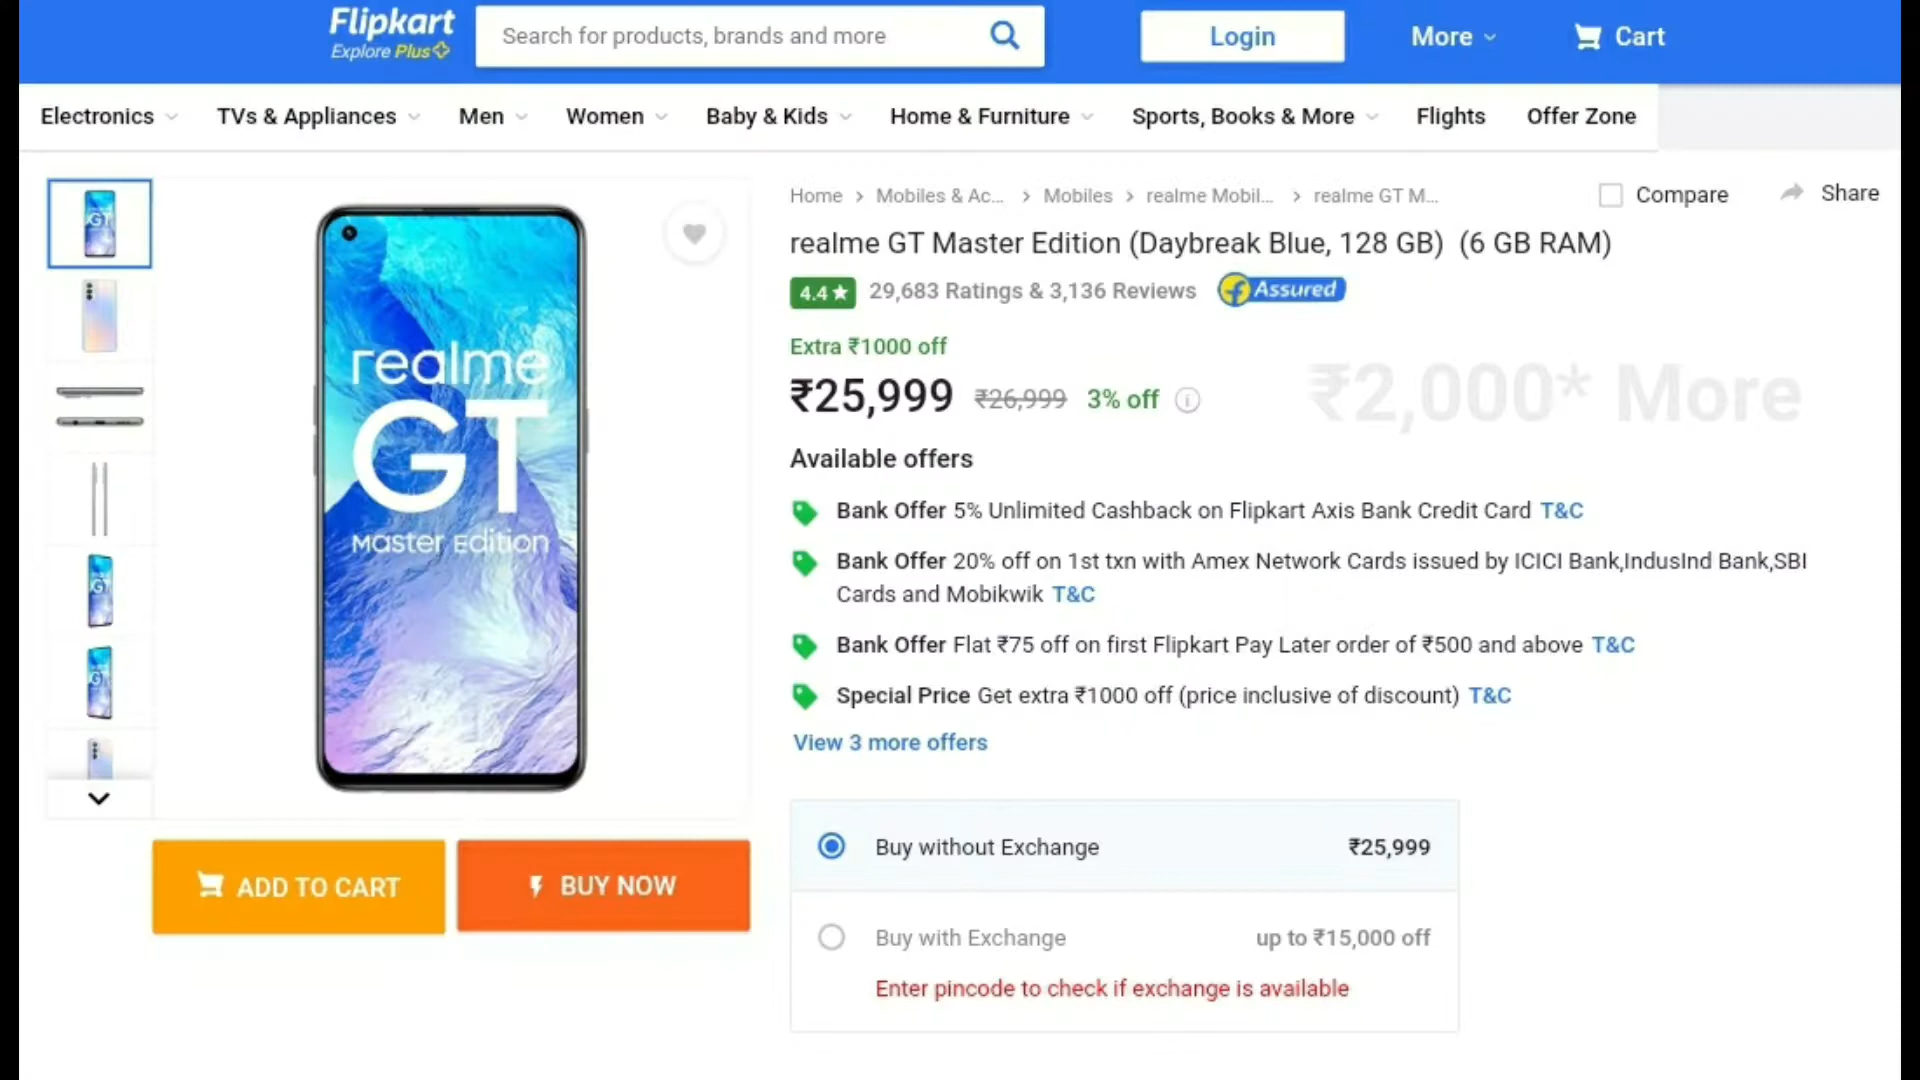 Flipkart
Explore Plus
Search for products, brands and more
Login
More
Cart
Electronics
TVs & Appliances
Men
Women
Baby & Kids
Home & Furniture
Sports, Books & More
Flights
Offer Zone
Home > Mobiles & Ac... > Mobiles > realme Mobil... > realme GT M...
Compare
Share
realme GT Master Edition (Daybreak Blue, 128 GB) (6 GB RAM)
4.4★ 29,683 Ratings & 3,136 Reviews
Assured
Extra ₹1000 off
₹25,999 ₹26,999 3% off
₹2,000* More
Available offers
Bank Offer 5% Unlimited Cashback on Flipkart Axis Bank Credit Card T&C
Bank Offer 20% off on 1st txn with Amex Network Cards issued by ICICI Bank,IndusInd Bank,SBI
Cards and Mobikwik T&C
Bank Offer Flat ₹75 off on first Flipkart Pay Later order of ₹500 and above T&C
Special Price Get extra ₹1000 off (price inclusive of discount) T&C
View 3 more offers
Buy without Exchange ₹25,999
Buy with Exchange up to ₹15,000 off
Enter pincode to check if exchange is available
GT
realme
GT
Master Edition
GT
GT
ADD TO CART
BUY NOW